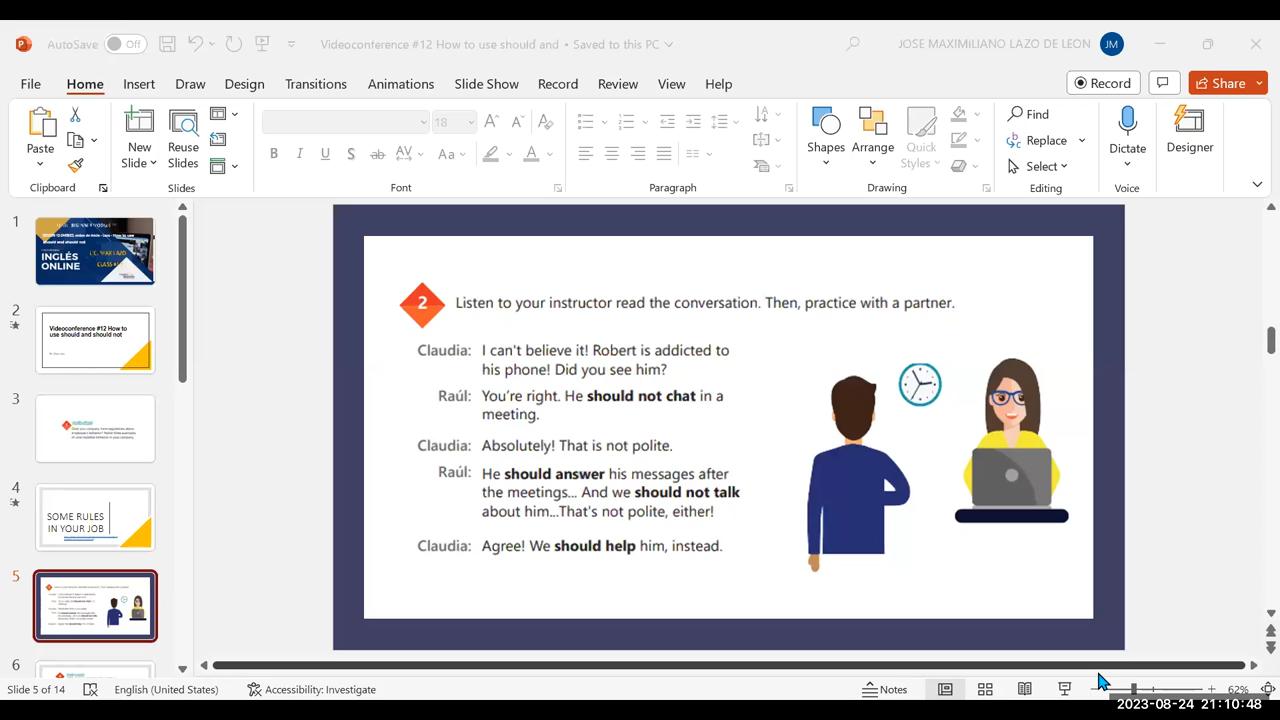 AutoSave Off Videoconference #12 How to use should and • Saved to this PC JOSE MAXIMILIANO LAZO DE LEON JM
File Home Insert Draw Design Transitions Animations Slide Show Record Review View Help Record Share
18
Paste New Slide Reuse Slides Shapes Arrange Quick Styles Find Replace Select Dictate Designer
Clipboard Slides Font Paragraph Drawing Editing Voice
1
INGLÉS
ONLINE
2
Videoconference #12 How to
use should and should not
3
4
SOME RULES
IN YOUR JOB
5
6
2 Listen to your instructor read the conversation. Then, practice with a partner.
Claudia: I can't believe it! Robert is addicted to
his phone! Did you see him?
Raúl: You're right. He should not chat in a
meeting.
Claudia: Absolutely! That is not polite.
Raúl: He should answer his messages after
the meetings... And we should not talk
about him...That's not polite, either!
Claudia: Agree! We should help him, instead.
Slide 5 of 14 English (United States) Accessibility: Investigate Notes 62%
2023-08-24 21:10:48